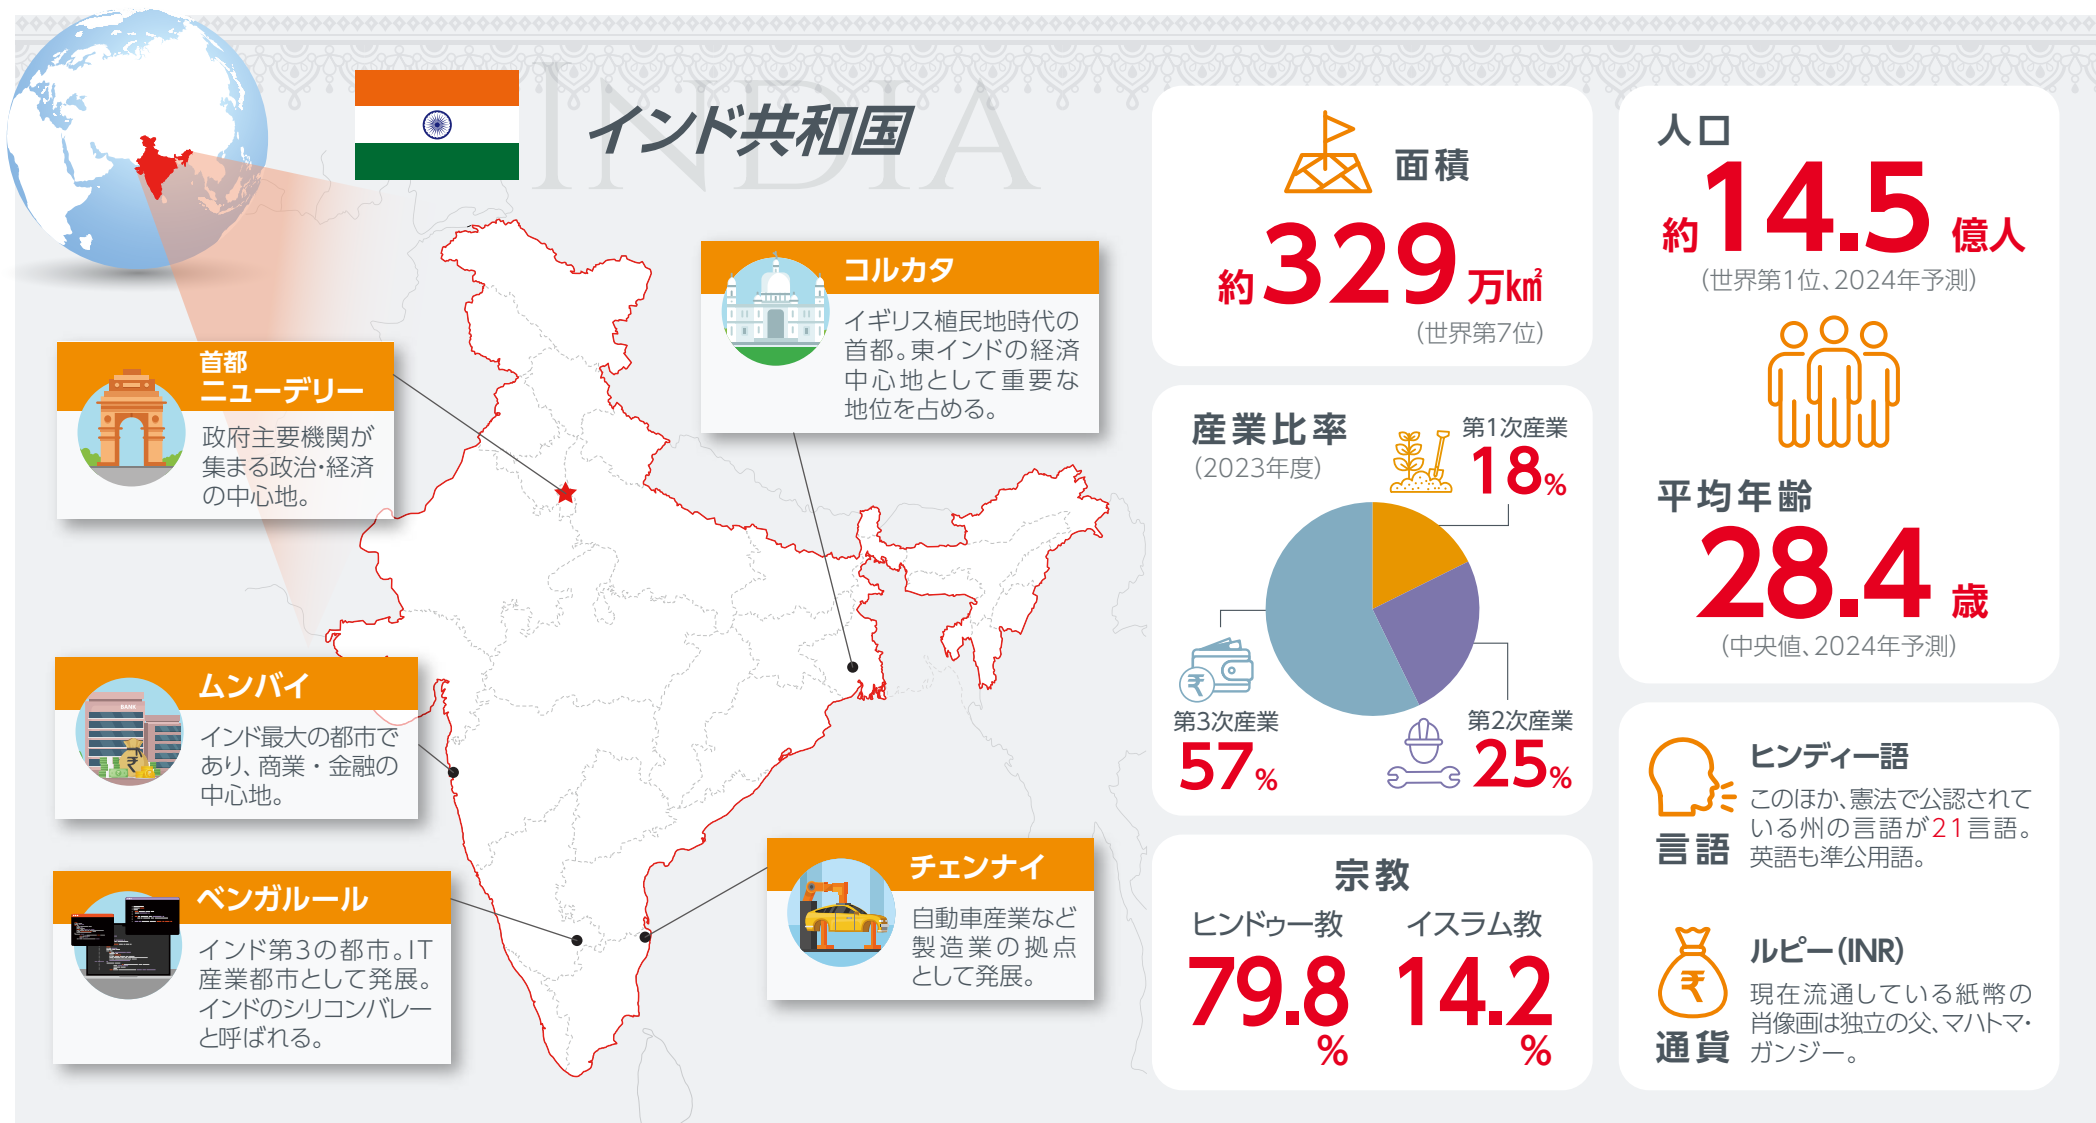 INDIA
インド共和国
首都
ニューデリー
政府主要機関が
集まる政治・経済
の中心地。
コルカタ
イギリス植民地時代の
首都。東インドの経済
中心地として重要な
地位を占める。
ムンバイ
BANK
インド最大の都市で
あり、商業・金融の
中心地。
ベンガルール
インド第3の都市。IT
産業都市として発展。
インドのシリコンバレー
と呼ばれる。
チェンナイ
自動車産業など
製造業の拠点
として発展。
面積
約329万km²
(世界第7位)
産業比率
(2023年度)
第1次産業
18%
第3次産業
57%
第2次産業
25%
宗教
ヒンドゥー教
79.8%
イスラム教
14.2%
人口
約14.5億人
(世界第1位、2024年予測)
平均年齢
28.4歳
(中央値、2024年予測)
言語
ヒンディー語
このほか、憲法で公認されて
いる州の言語が21言語。
英語も準公用語。
通貨
ルピー(INR)
現在流通している紙幣の
肖像画は独立の父、マハトマ・
ガンジー。